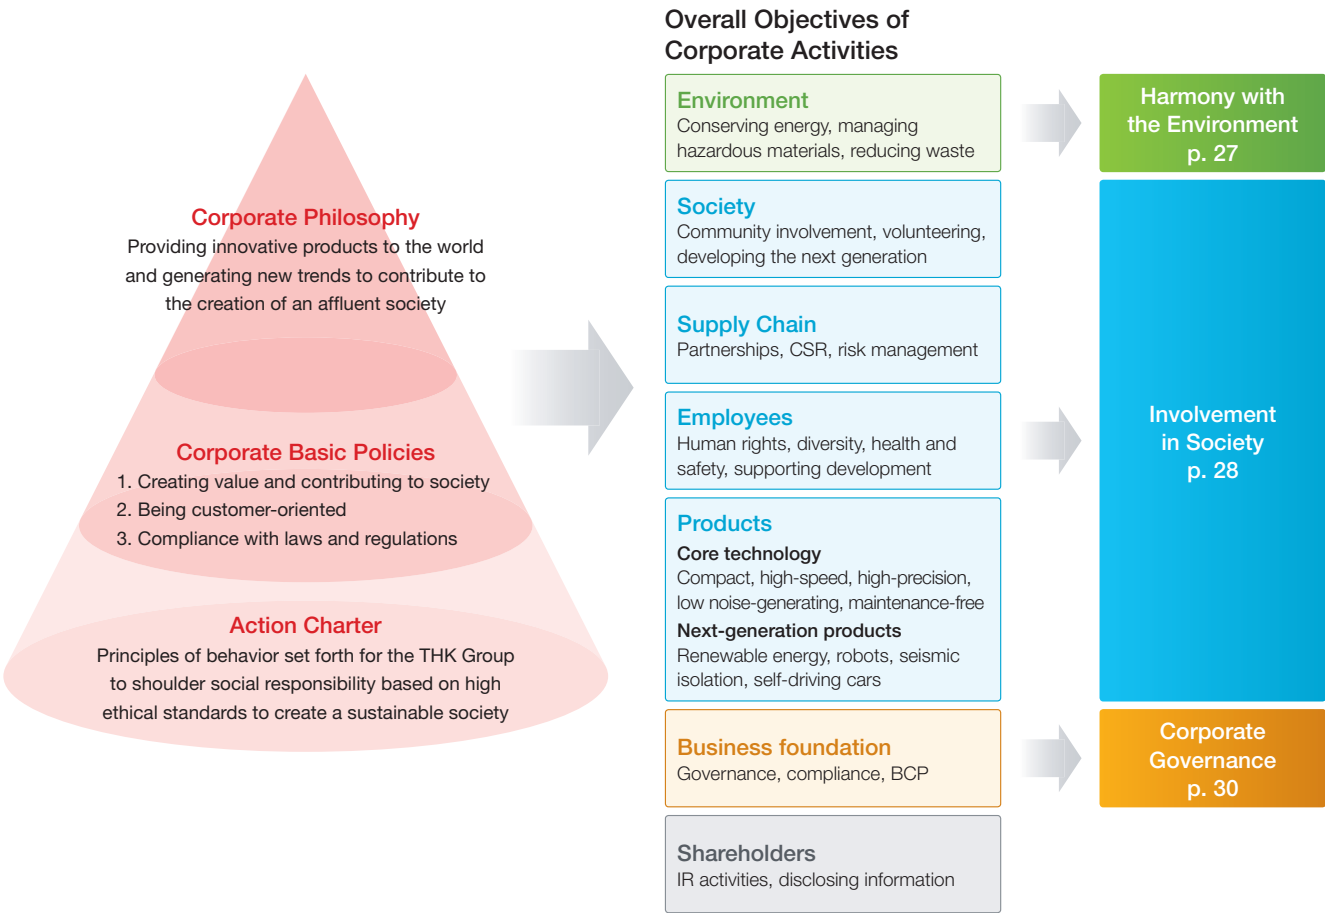 Corporate Philosophy
Providing innovative products to the world
and generating new trends to contribute to
the creation of an affluent society
Corporate Basic Policies
1. Creating value and contributing to society
2. Being customer-oriented
3. Compliance with laws and regulations
Action Charter
Principles of behavior set forth for the THK Group
to shoulder social responsibility based on high
ethical standards to create a sustainable society
Overall Objectives of
Corporate Activities
Environment
Conserving energy, managing
hazardous materials, reducing waste
Society
Community involvement, volunteering,
developing the next generation
Supply Chain
Partnerships, CSR, risk management
Employees
Human rights, diversity, health and
safety, supporting development
Products
Core technology
Compact, high-speed, high-precision,
low noise-generating, maintenance-free
Next-generation products
Renewable energy, robots, seismic
isolation, self-driving cars
Business foundation
Governance, compliance, BCP
Shareholders
IR activities, disclosing information
Harmony with
the Environment
p. 27
Involvement
in Society
p. 28
Corporate
Governance
p. 30